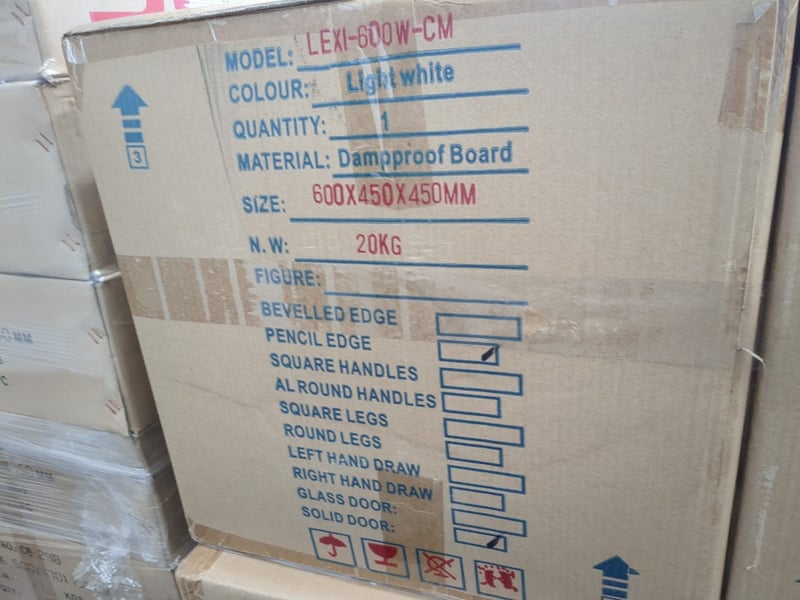 MODEL: LEXI-600W-CM
COLOUR: Light white
QUANTITY: 1
MATERIAL: Dampproof Board
SIZE: 600X450X450MM
N.W: 20KG
FIGURE:
BEVELLED EDGE
PENCIL EDGE
SQUARE HANDLES
AL ROUND HANDLES
SQUARE LEGS
ROUND LEGS
LEFT HAND DRAW
RIGHT HAND DRAW
GLASS DOOR:
SOLID DOOR:
3
MM